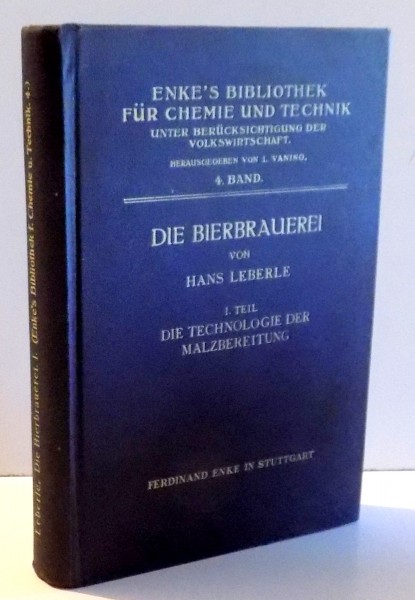 ENKE'S BIBLIOTHEK
FÜR CHEMIE UND TECHNIK
UNTER BERÜCKSICHTIGUNG DER
VOLKSWIRTSCHAFT.
HERAUSGEGEBEN VON L. VANINO.
4. BAND.
DIE BIERBRAUEREI
VON
HANS LEBERLE
I. TEIL
DIE TECHNOLOGIE DER
MALZBEREITUNG
FERDINAND ENKE IN STUTTGART
Leberle, Die Bierbrauerei. I. (Enke's Bibliothek f. Chemie u. Technik. 4.)